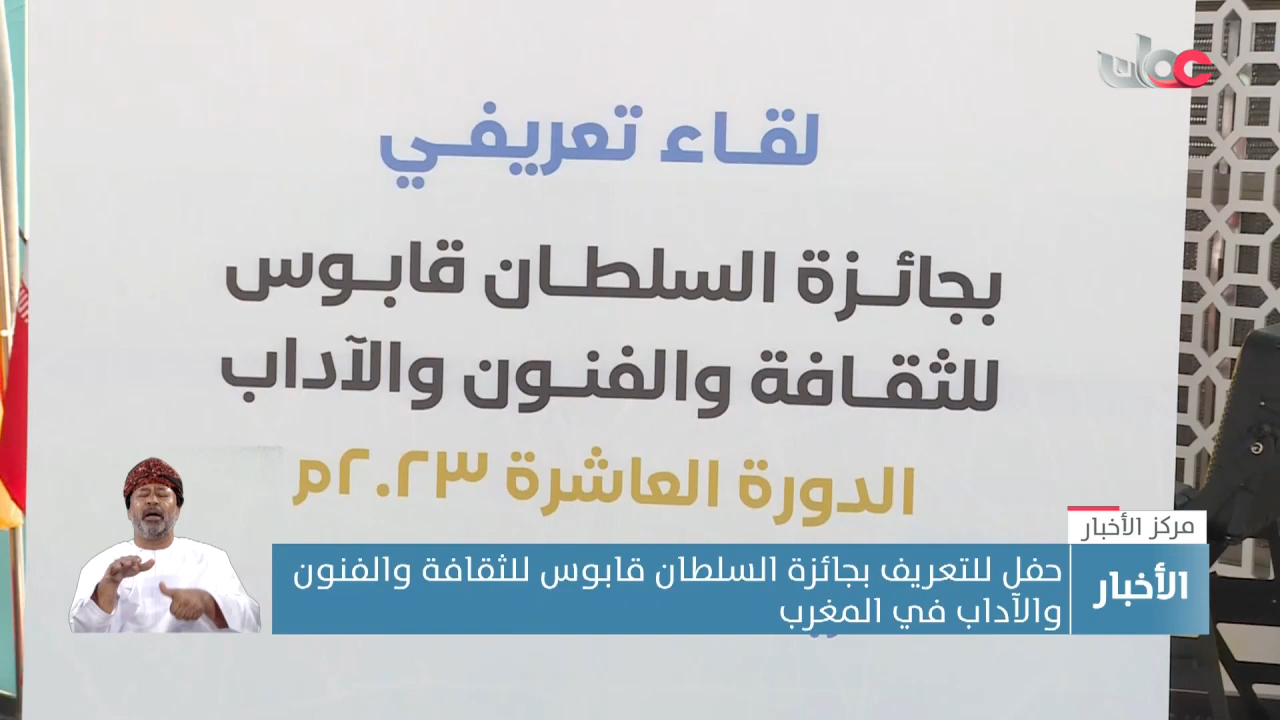 عمان
لقاء تعريفي
بجائزة السلطان قابوس
للثقافة والفنون والآداب
الدورة العاشرة ٢٠٢٣م
مركز الأخبار
الأخبار
حفل للتعريف بجائزة السلطان قابوس للثقافة والفنون
والآداب في المغرب